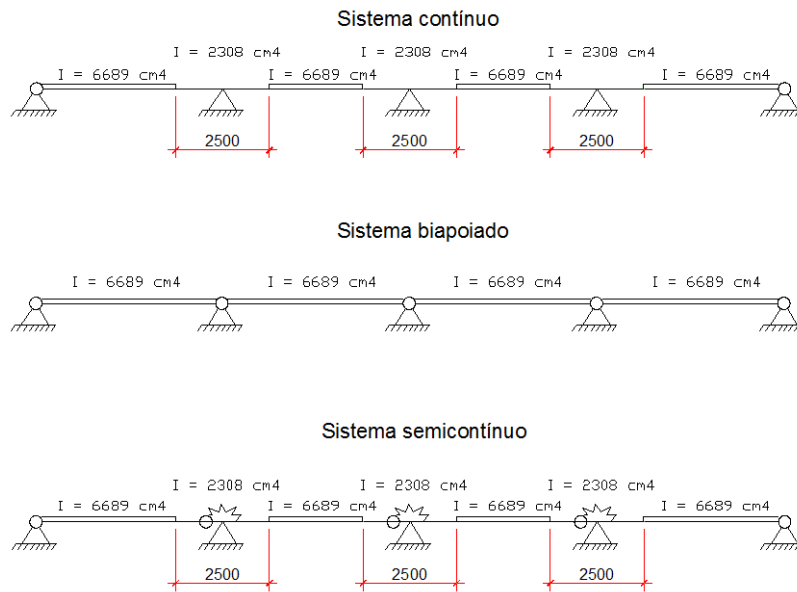 Sistema contínuo
I = 2308 cm4 I = 2308 cm4 I = 2308 cm4
I = 6689 cm4 I = 6689 cm4 I = 6689 cm4 I = 6689 cm4
2500 2500 2500
Sistema biapoiado
I = 6689 cm4 I = 6689 cm4 I = 6689 cm4 I = 6689 cm4
Sistema semicontínuo
I = 2308 cm4 I = 2308 cm4 I = 2308 cm4
I = 6689 cm4 I = 6689 cm4 I = 6689 cm4 I = 6689 cm4
2500 2500 2500